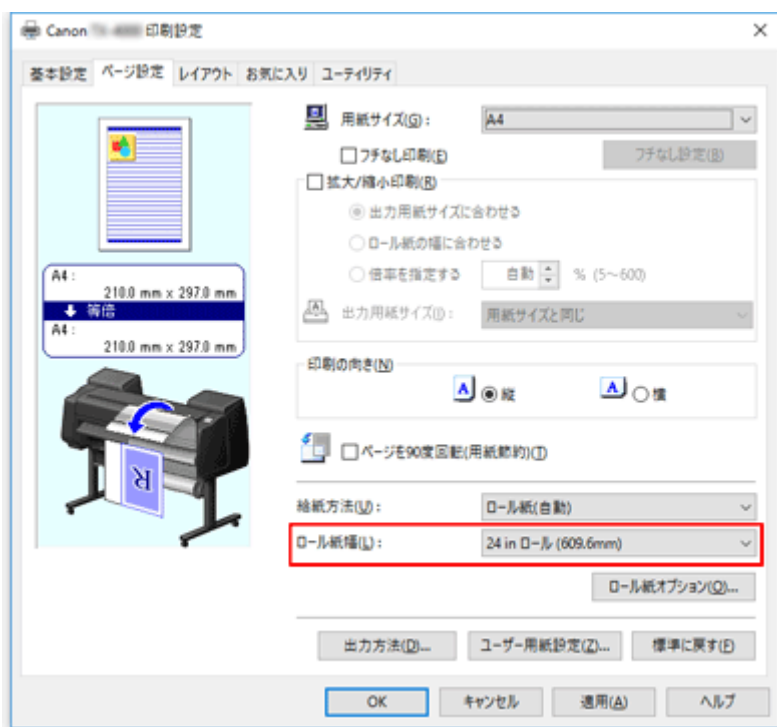 Canon 印刷設定
基本設定 ページ設定 レイアウト お気に入り ユーティリティ
用紙サイズ(G): A4
フチなし印刷(E) フチなし設定(B)
拡大/縮小印刷(R)
出力用紙サイズに合わせる
ロール紙の幅に合わせる
倍率を指定する 自動 % (5~600)
出力用紙サイズ(I): 用紙サイズと同じ
A4 :
210.0 mm x 297.0 mm
等倍
A4 :
210.0 mm x 297.0 mm
印刷の向き(N)
A 縦 A 横
ページを90度回転(用紙節約)(T)
R
給紙方法(U): ロール紙(自動)
ロール紙幅(L): 24 in ロール (609.6mm)
ロール紙オプション(O)...
出力方法(D)... ユーザー用紙設定(Z)... 標準に戻す(F)
OK キャンセル 適用(A) ヘルプ